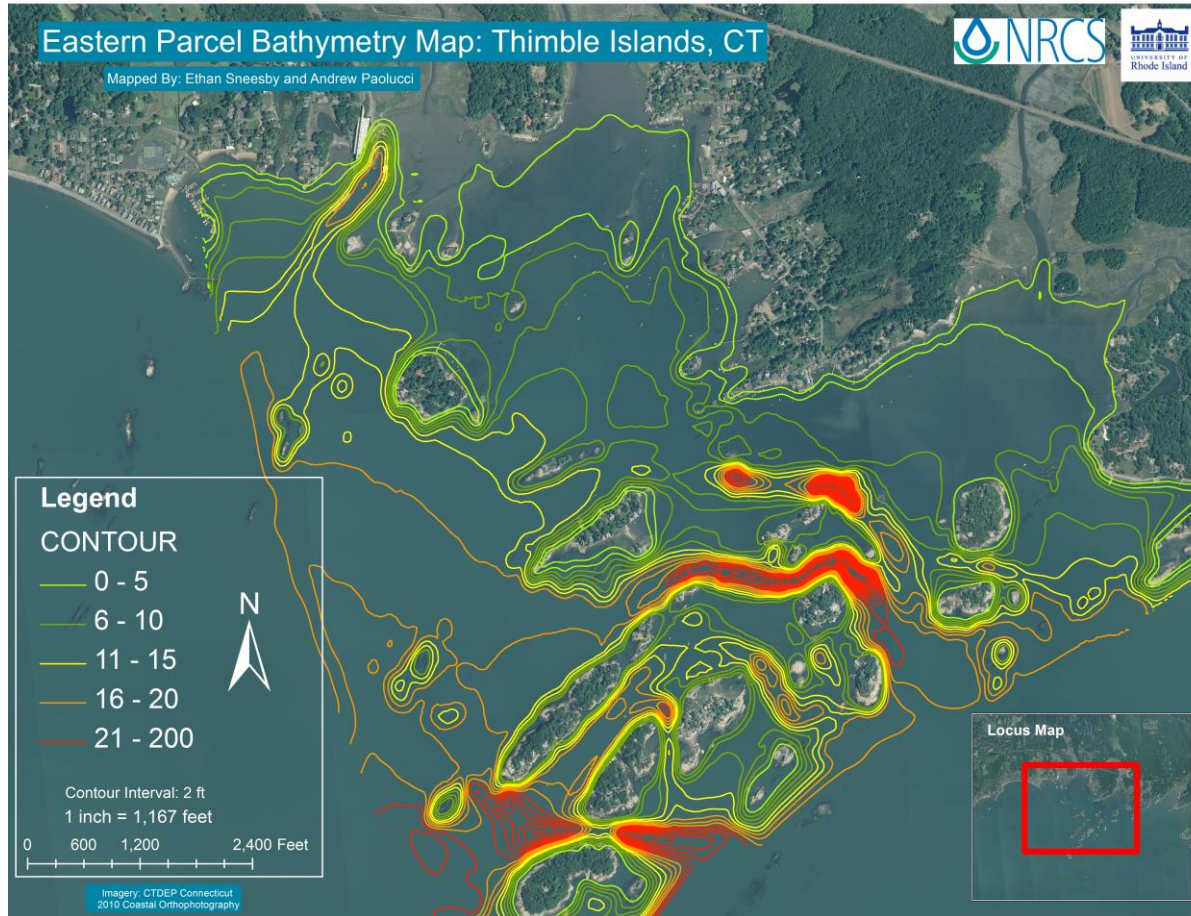 Eastern Parcel Bathymetry Map: Thimble Islands, CT
Mapped By: Ethan Sneesby and Andrew Paolucci
NRCS
UNIVERSITY OF
Rhode Island
Legend
CONTOUR
0 - 5
6 - 10
11 - 15
16 - 20
21 - 200
N
Contour Interval: 2 ft
1 inch = 1,167 feet
0 600 1,200 2,400 Feet
Imagery: CTDEP Connecticut
2010 Coastal Orthophotography
Locus Map